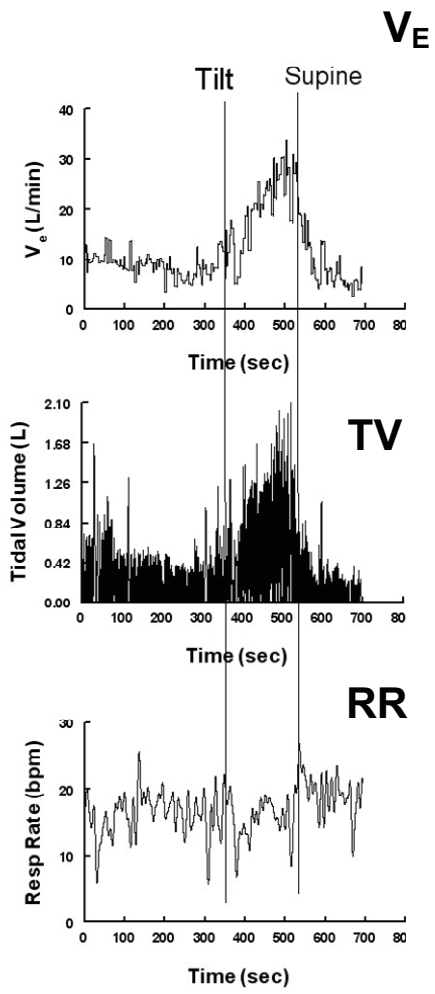 VE
Tilt Supine
40
30
20
10
0
Ve (L/min)
0 100 200 300 400 500 600 700 80
Time (sec)
TV
2.10
1.68
1.26
0.84
0.42
0.00
Tidal Volume (L)
0 100 200 300 400 500 600 700 80
Time (sec)
RR
30
20
10
0
Resp Rate (bpm)
0 100 200 300 400 500 600 700 800
Time (sec)